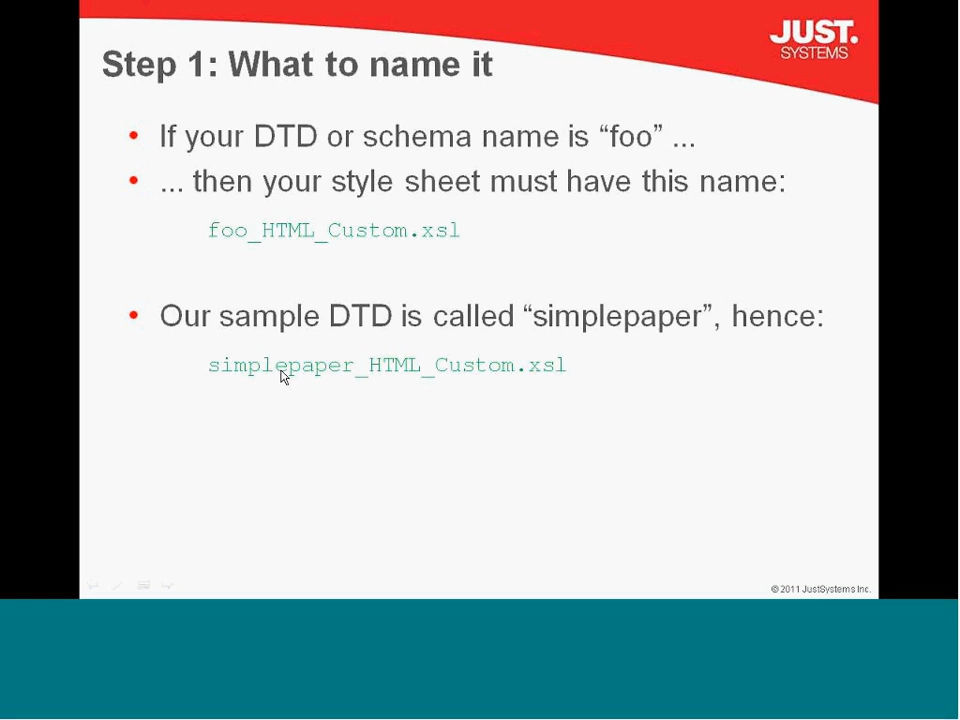 JUST.
SYSTEMS
Step 1: What to name it
• If your DTD or schema name is “foo” ...
• ... then your style sheet must have this name:
foo_HTML_Custom.xsl
• Our sample DTD is called “simplepaper”, hence:
simplepaper_HTML_Custom.xsl
© 2011 JustSystems Inc.